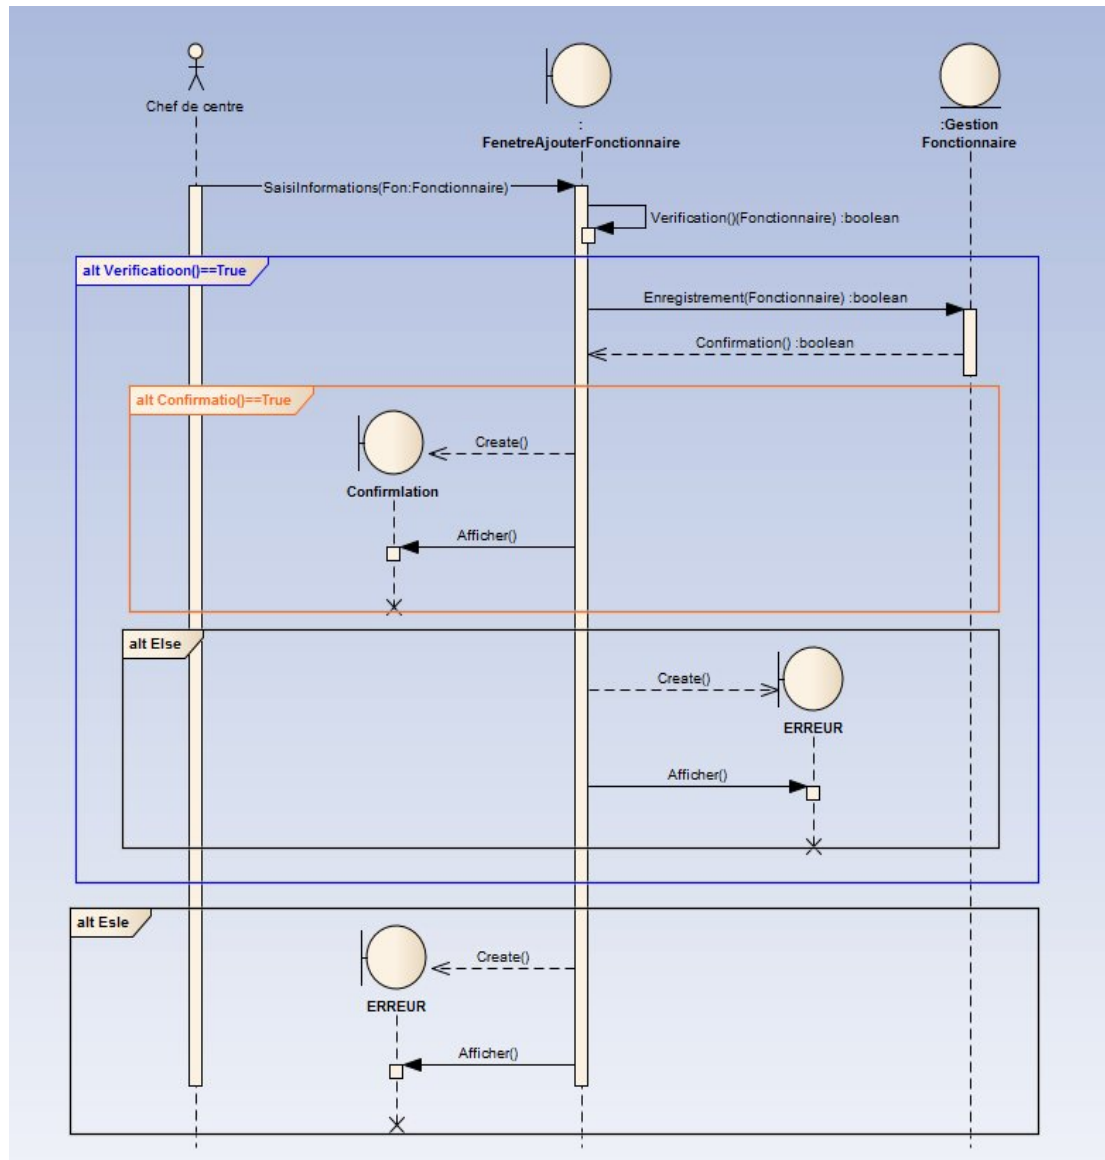 Chef de centre
:
FenetreAjouterFonctionnaire
:Gestion
Fonctionnaire
SaisiInformations(Fon:Fonctionnaire)
Verification()(Fonctionnaire) :boolean
alt Verificatioon()==True
Enregistrement(Fonctionnaire) :boolean
Confirmation() :boolean
alt Confirmatio()==True
Create()
Confirmlation
Afficher()
alt Else
Create()
ERREUR
Afficher()
alt Esle
Create()
ERREUR
Afficher()